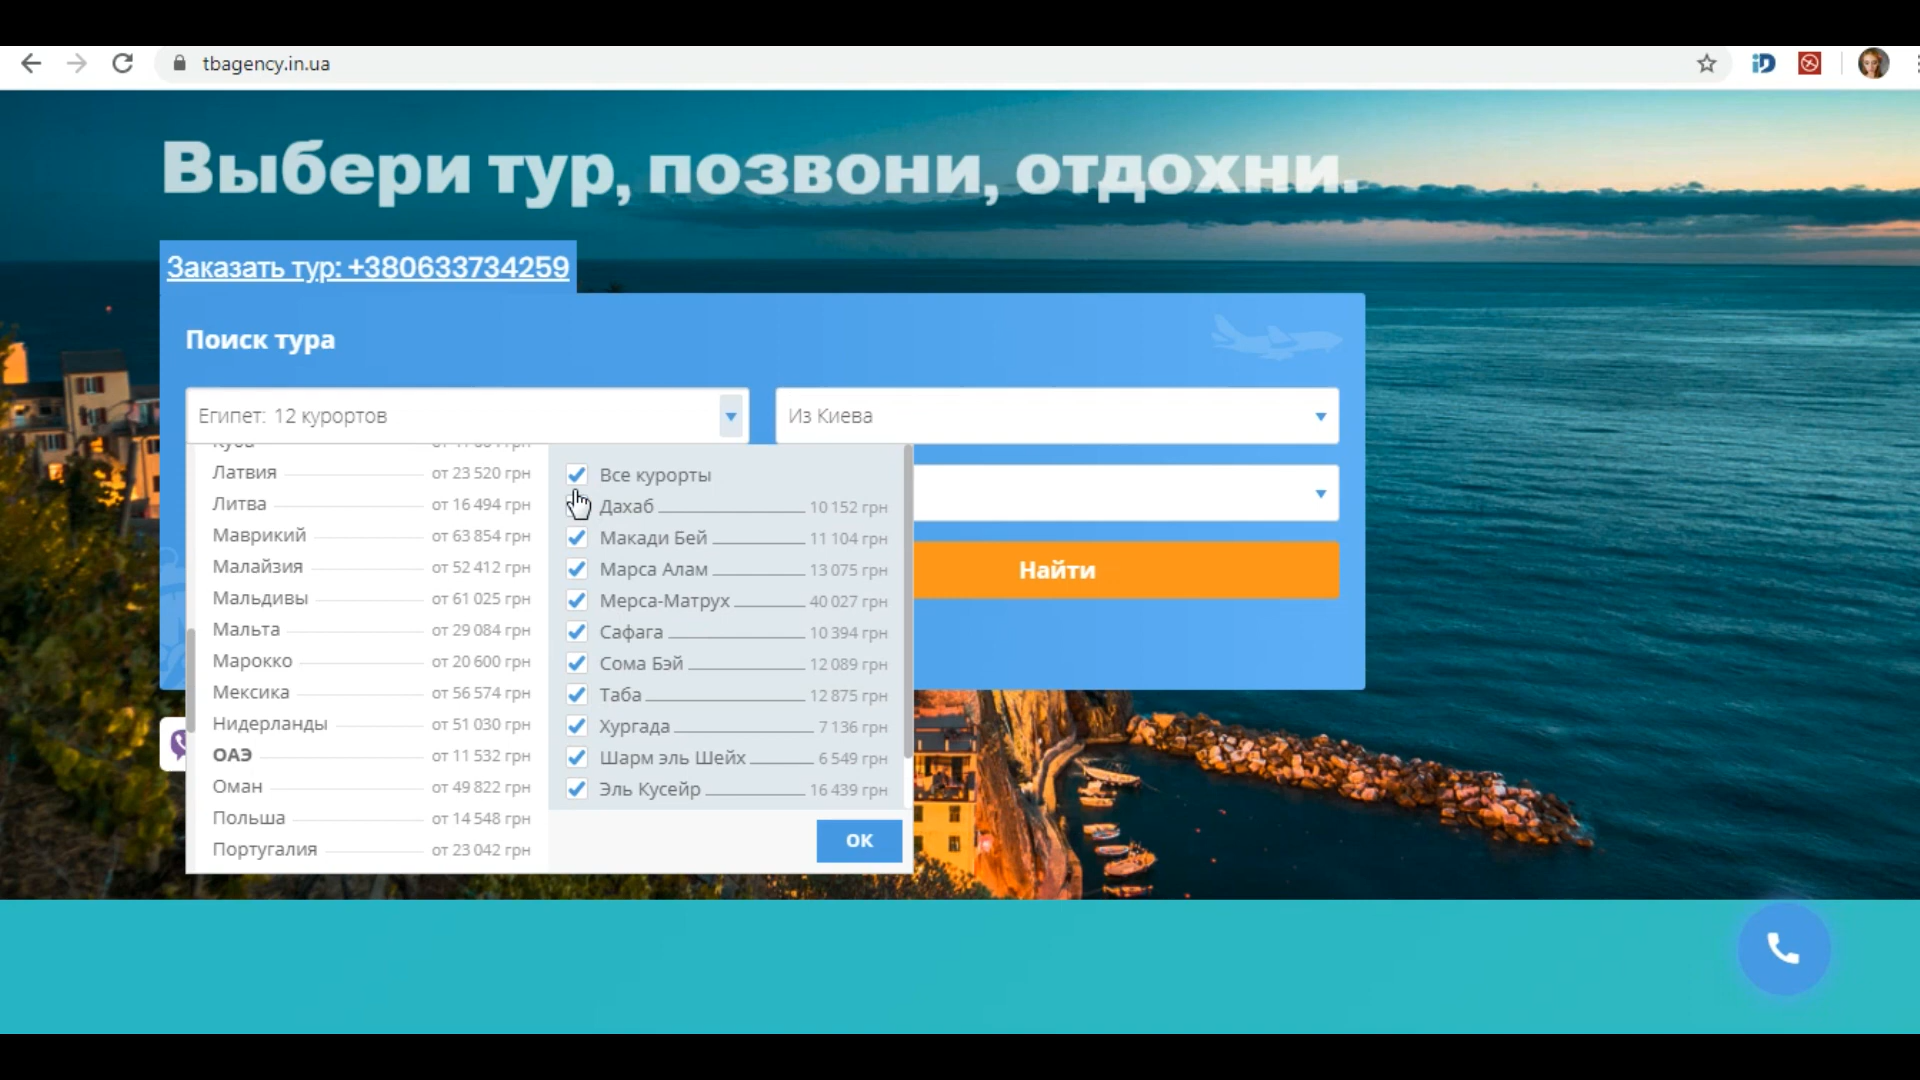 tbagency.in.ua
Выбери тур, позвони, отдохни.
Заказать тур: +380633734259
Поиск тура
Египет: 12 курортов
Из Киева
Латвия от 23 520 грн
Литва от 16 494 грн
Маврикий от 63 854 грн
Малайзия от 52 412 грн
Мальдивы от 61 025 грн
Мальта от 29 084 грн
Марокко от 20 600 грн
Мексика от 56 574 грн
Нидерланды от 51 030 грн
ОАЭ от 11 532 грн
Оман от 49 822 грн
Польша от 14 548 грн
Португалия от 23 042 грн
Все курорты
Дахаб 10 152 грн
Макади Бей 11 104 грн
Марса Алам 13 075 грн
Мерса-Матрух 40 027 грн
Сафага 10 394 грн
Сома Бэй 12 089 грн
Таба 12 875 грн
Хургада 7 136 грн
Шарм эль Шейх 6 549 грн
Эль Кусейр 16 439 грн
ОК
Найти